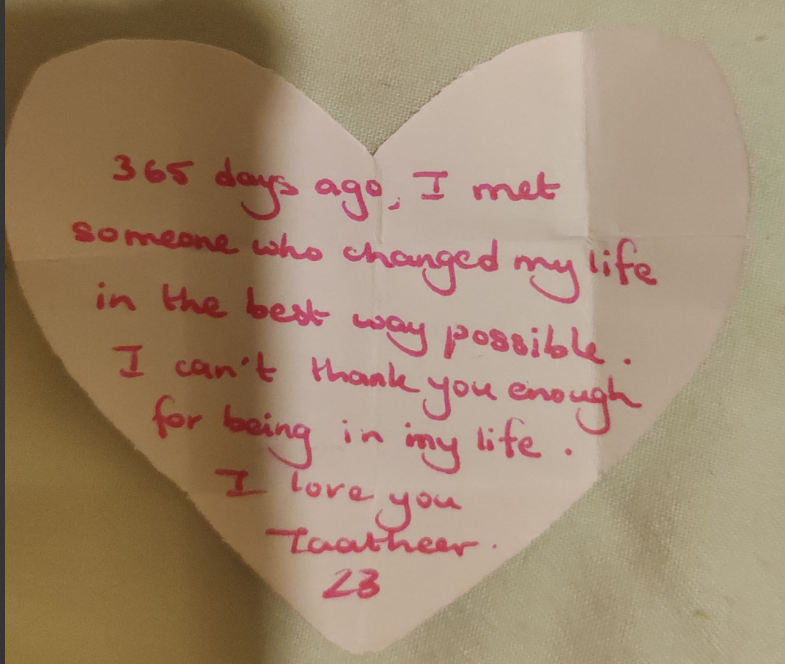 365 days ago, I met
someone who changed my life
in the best way possible.
I can't thank you enough
for being in my life.
I love you
Taatheer.
23